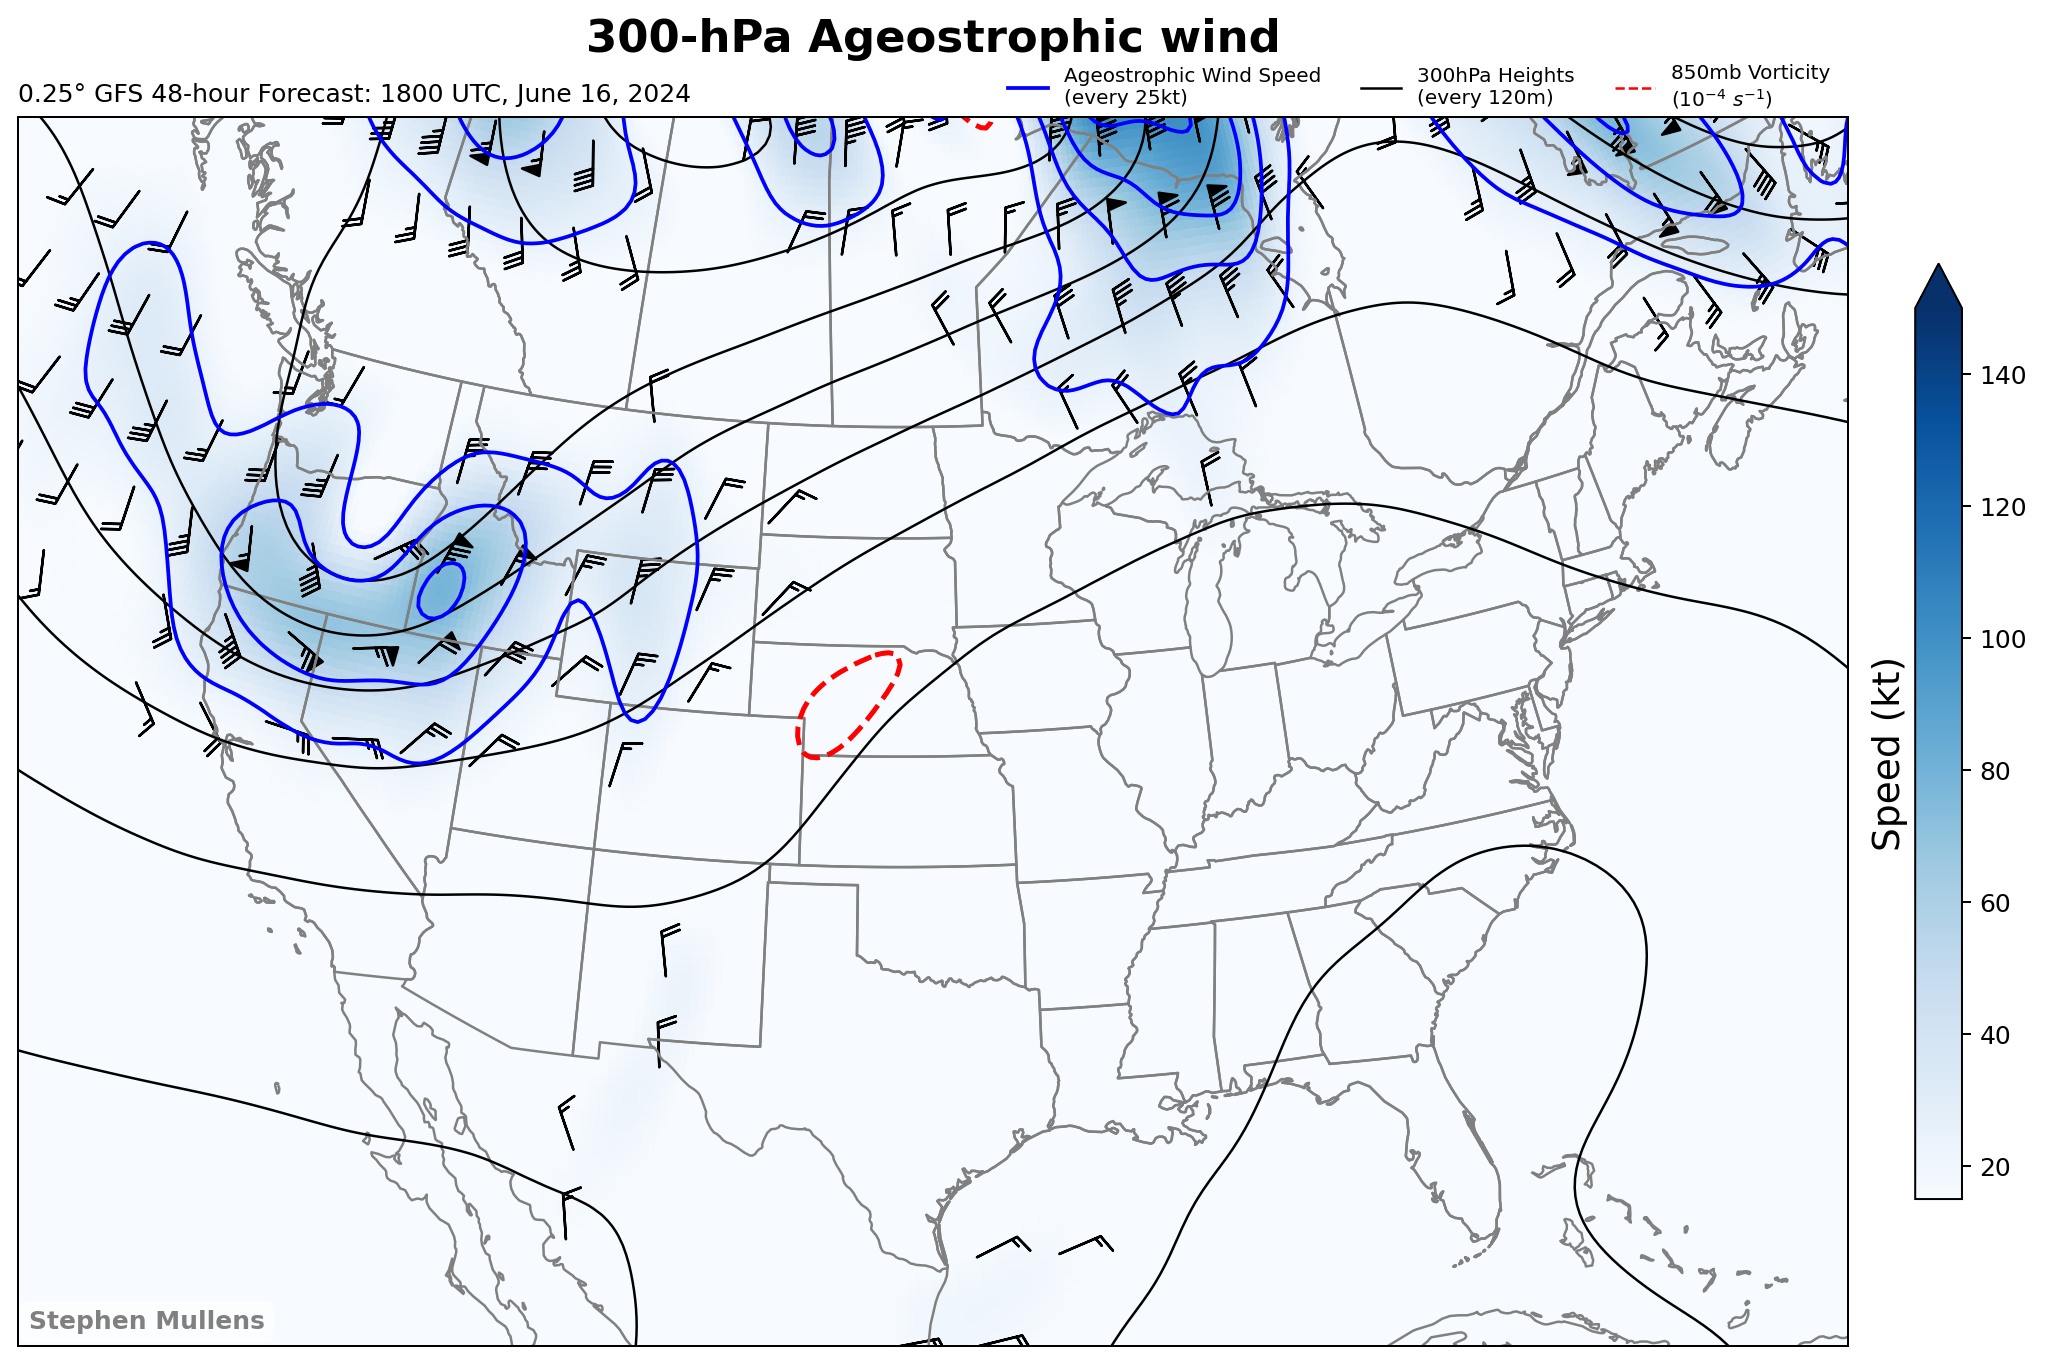 300-hPa Ageostrophic wind
0.25° GFS 48-hour Forecast: 1800 UTC, June 16, 2024
Ageostrophic Wind Speed
(every 25kt)
300hPa Heights
(every 120m)
850mb Vorticity
(10⁻⁴ s⁻¹)
140
120
100
80
60
40
20
Speed (kt)
Stephen Mullens